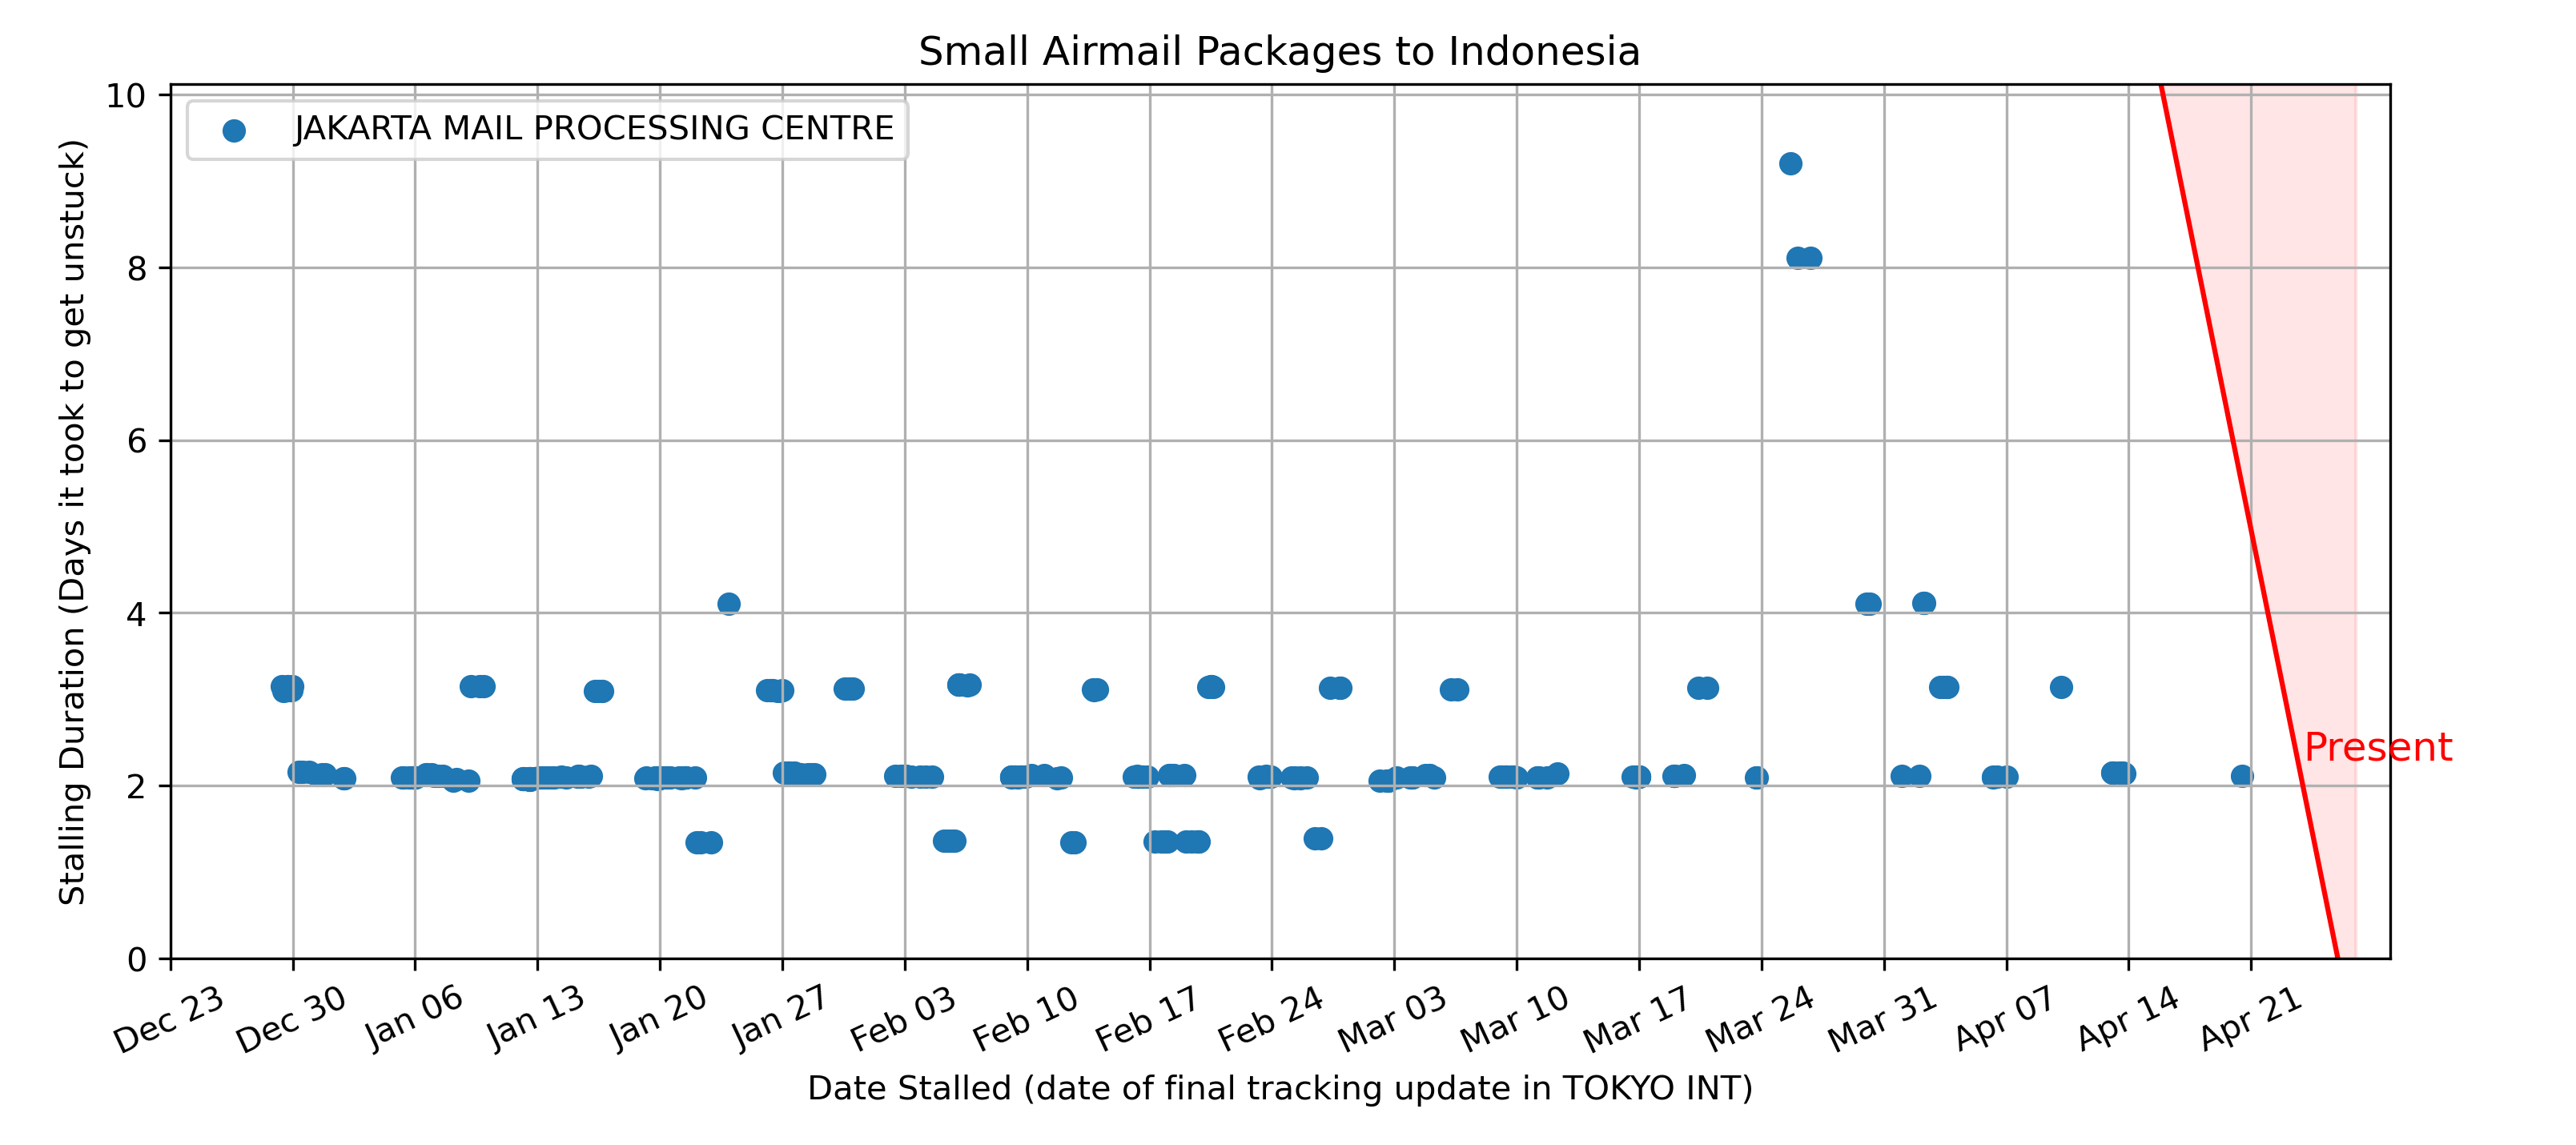 Small Airmail Packages to Indonesia
JAKARTA MAIL PROCESSING CENTRE
Stalling Duration (Days it took to get unstuck)
10
8
6
4
2
0
Present
Dec 23
Dec 30
Jan 06
Jan 13
Jan 20
Jan 27
Feb 03
Feb 10
Feb 17
Feb 24
Mar 03
Mar 10
Mar 17
Mar 24
Mar 31
Apr 07
Apr 14
Apr 21
Date Stalled (date of final tracking update in TOKYO INT)